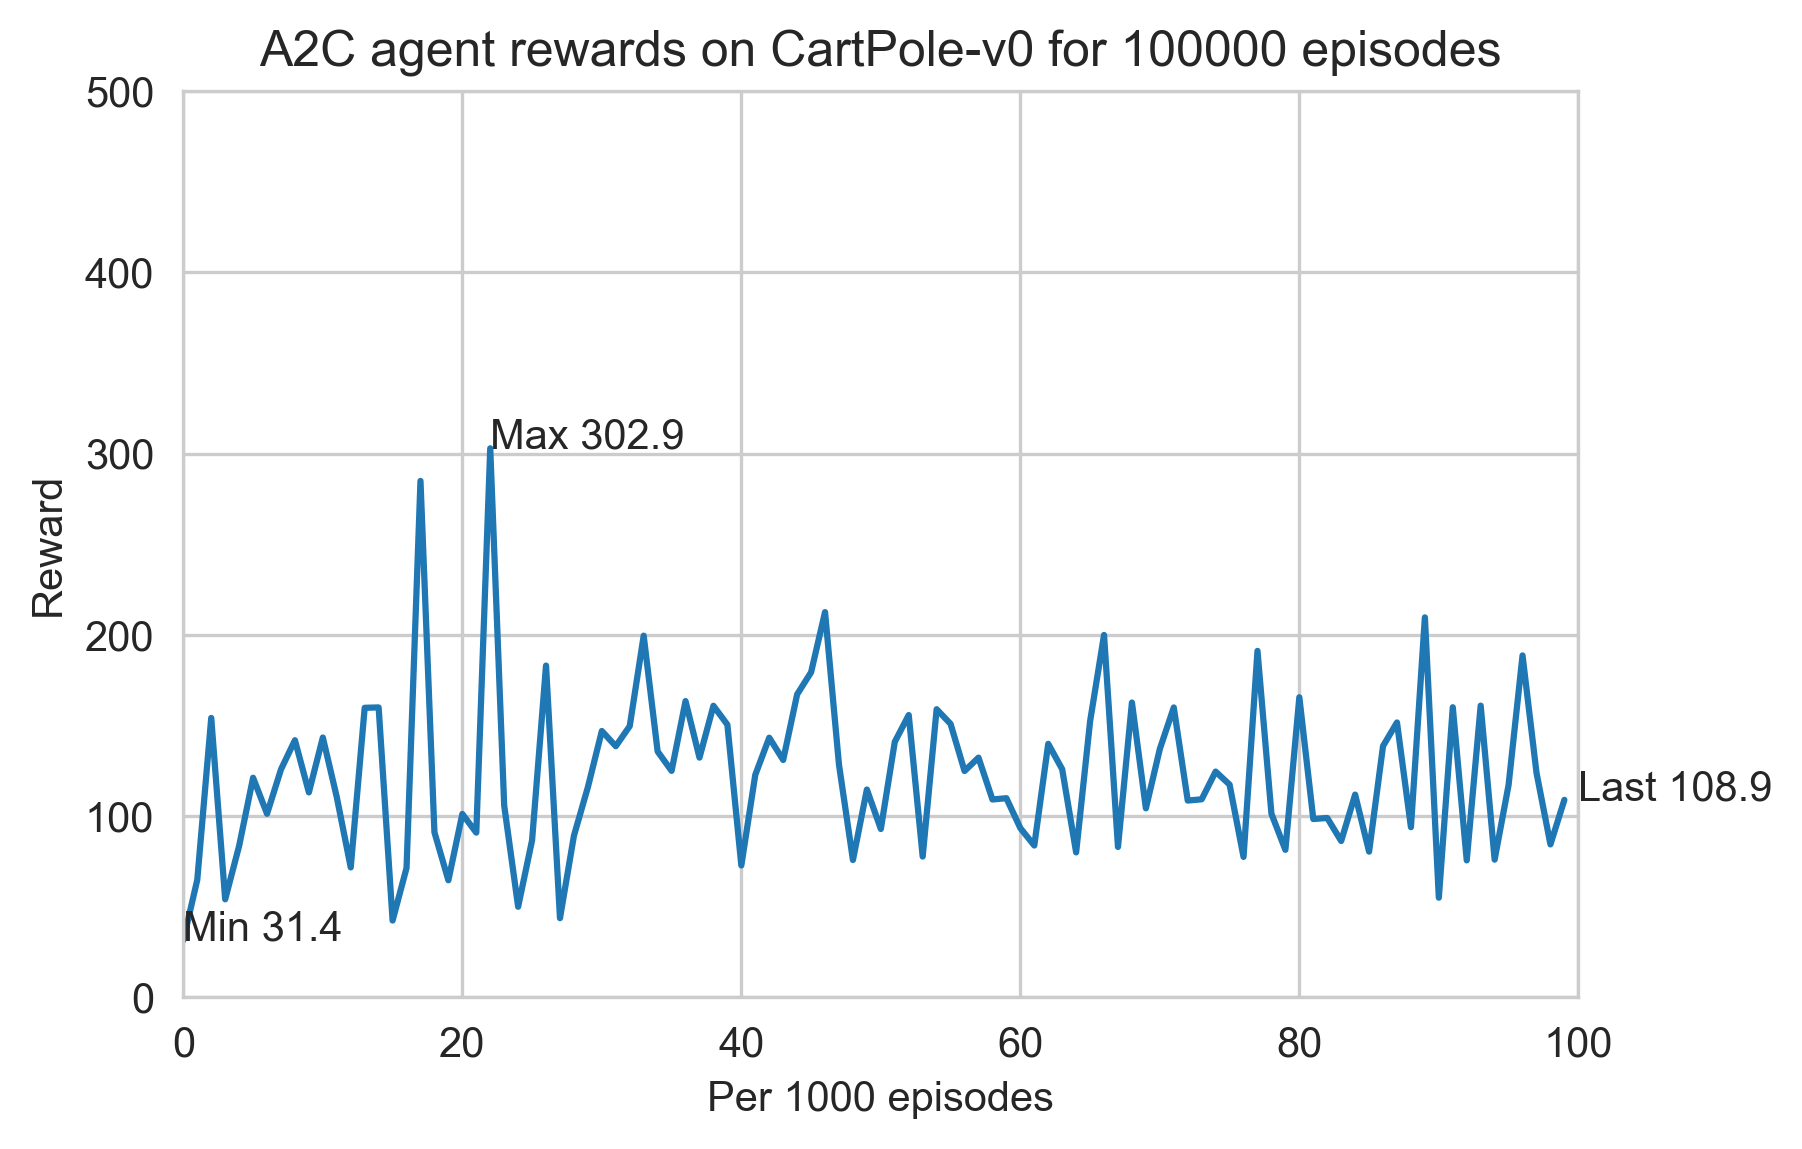 A2C agent rewards on CartPole-v0 for 100000 episodes
500
400
300
200
100
0
Reward
Max 302.9
Min 31.4
Last 108.9
0 20 40 60 80 100
Per 1000 episodes